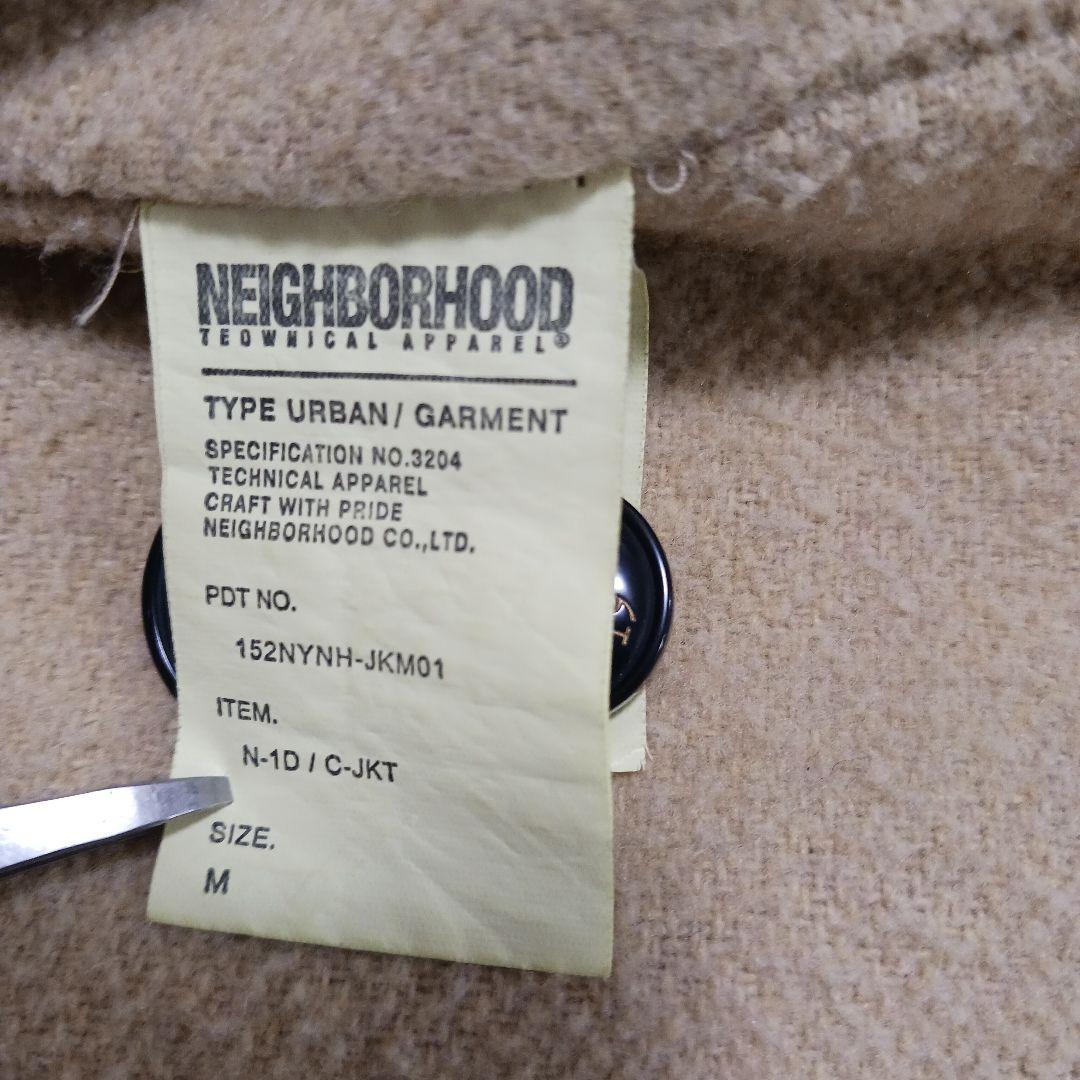 NEIGHBORHOOD
TECWNICAL APPAREL®
TYPE URBAN / GARMENT
SPECIFICATION NO.3204
TECHNICAL APPAREL
CRAFT WITH PRIDE
NEIGHBORHOOD CO.,LTD.
PDT NO.
152NYNH-JKM01
ITEM.
N-1D / C-JKT
SIZE.
M